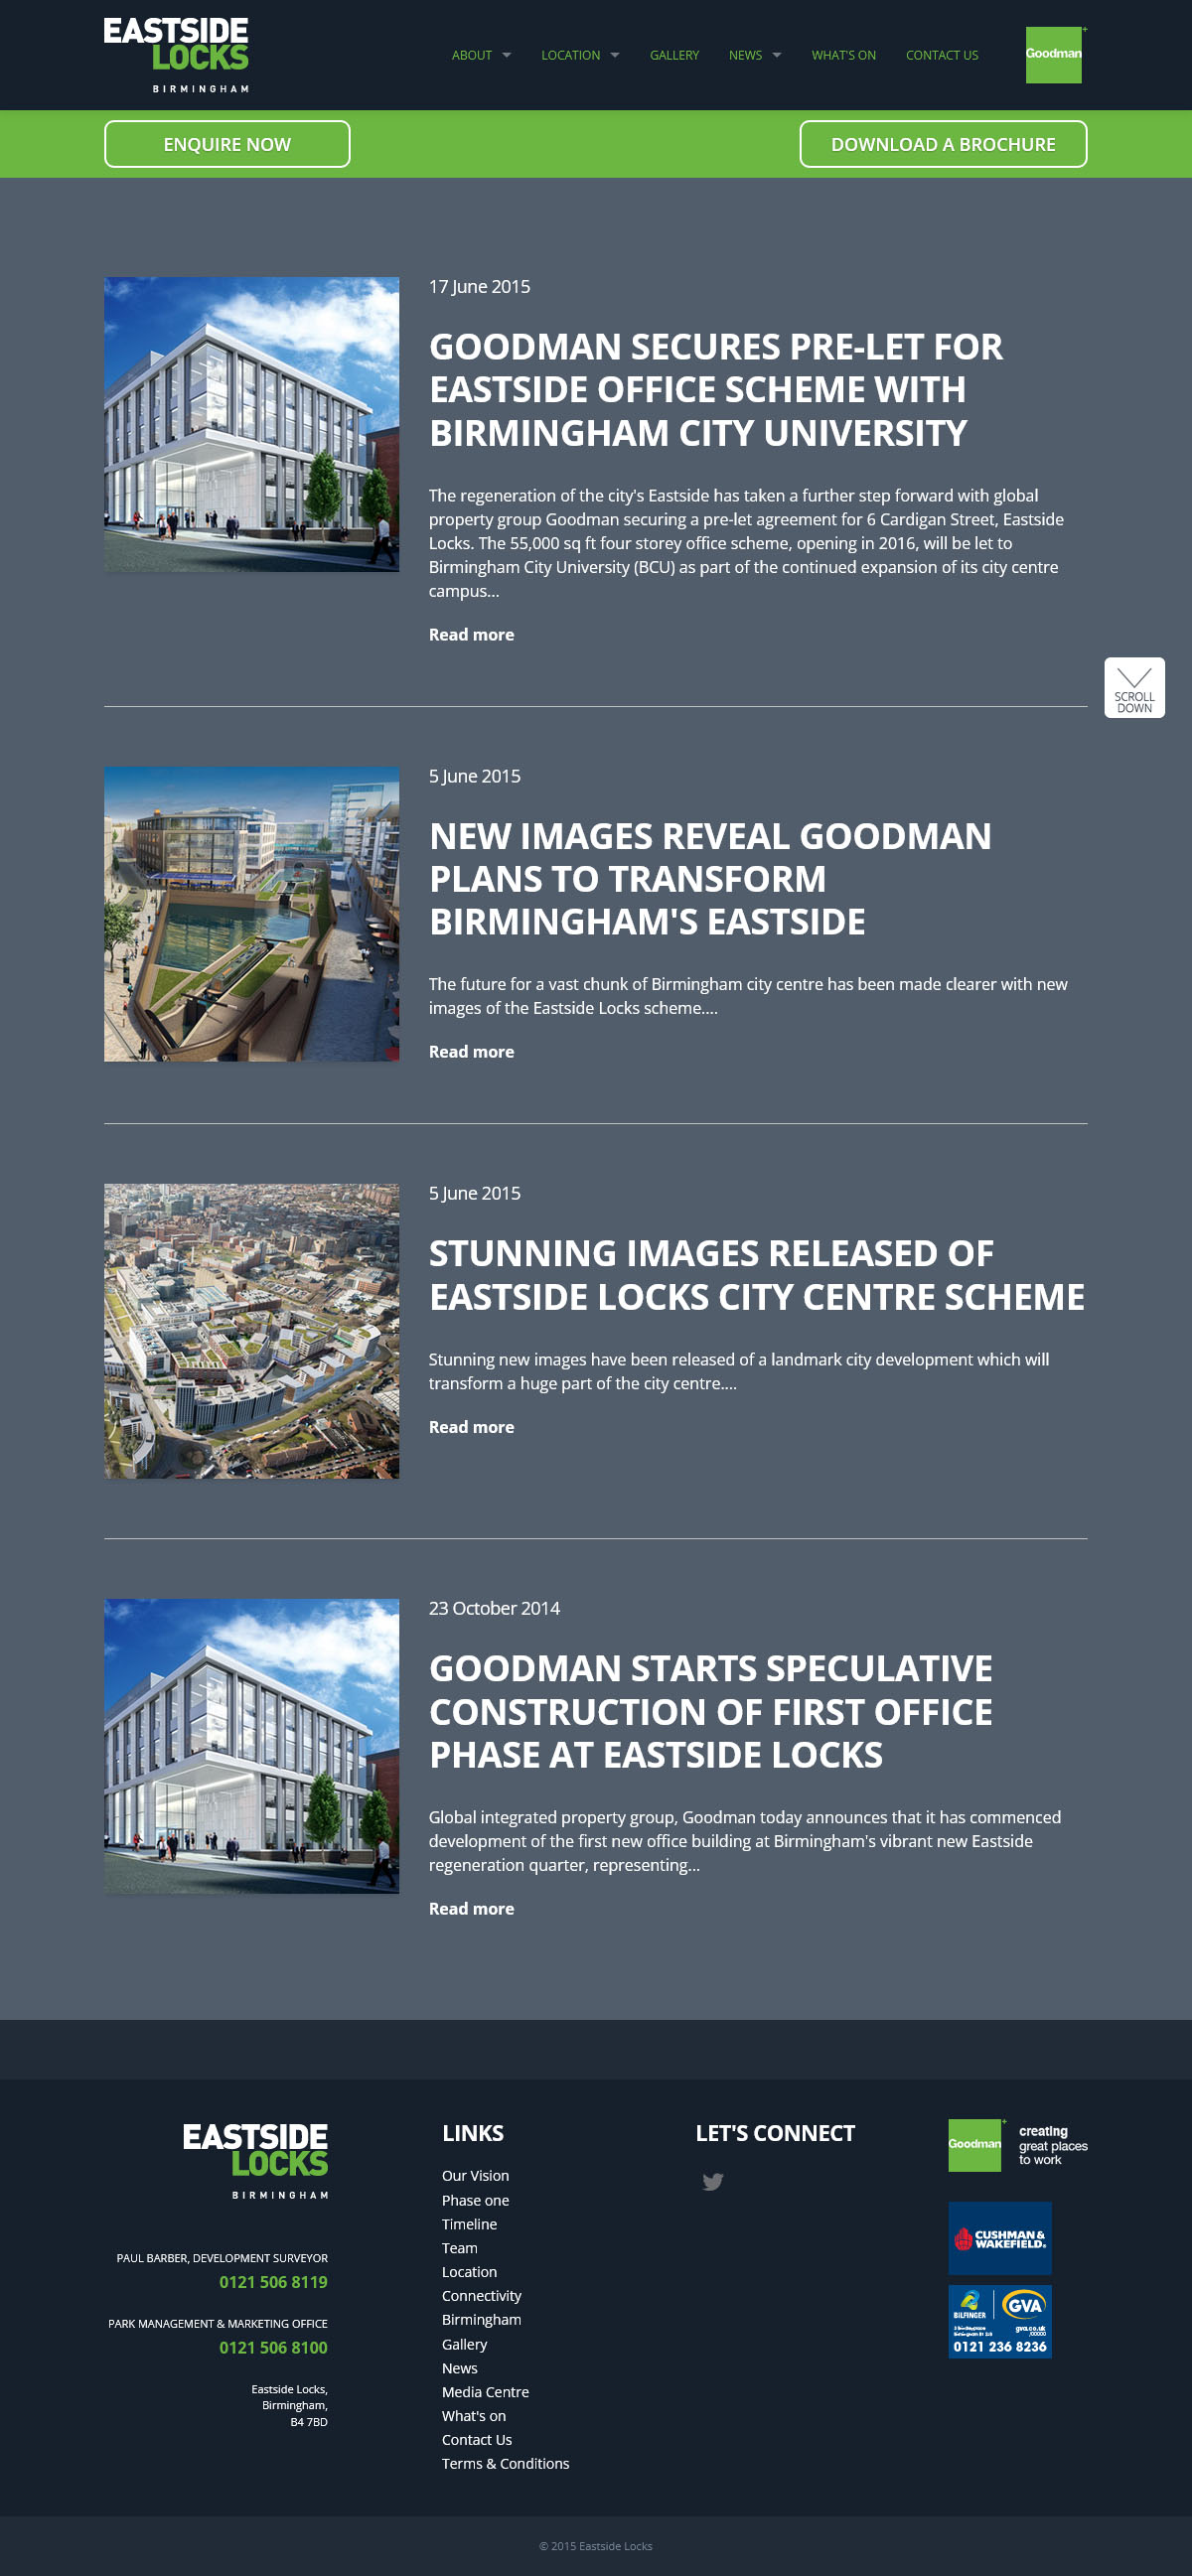 EASTSIDE
LOCKS
BIRMINGHAM
ABOUT
LOCATION
GALLERY
NEWS
WHAT'S ON
CONTACT US
Goodman
ENQUIRE NOW
DOWNLOAD A BROCHURE
17 June 2015
GOODMAN SECURES PRE-LET FOR
EASTSIDE OFFICE SCHEME WITH
BIRMINGHAM CITY UNIVERSITY
The regeneration of the city's Eastside has taken a further step forward with global
property group Goodman securing a pre-let agreement for 6 Cardigan Street, Eastside
Locks. The 55,000 sq ft four storey office scheme, opening in 2016, will be let to
Birmingham City University (BCU) as part of the continued expansion of its city centre
campus...
Read more
SCROLL
DOWN
5 June 2015
NEW IMAGES REVEAL GOODMAN
PLANS TO TRANSFORM
BIRMINGHAM'S EASTSIDE
The future for a vast chunk of Birmingham city centre has been made clearer with new
images of the Eastside Locks scheme....
Read more
5 June 2015
STUNNING IMAGES RELEASED OF
EASTSIDE LOCKS CITY CENTRE SCHEME
Stunning new images have been released of a landmark city development which will
transform a huge part of the city centre....
Read more
23 October 2014
GOODMAN STARTS SPECULATIVE
CONSTRUCTION OF FIRST OFFICE
PHASE AT EASTSIDE LOCKS
Global integrated property group, Goodman today announces that it has commenced
development of the first new office building at Birmingham's vibrant new Eastside
regeneration quarter, representing...
Read more
EASTSIDE
LOCKS
BIRMINGHAM
PAUL BARBER, DEVELOPMENT SURVEYOR
0121 506 8119
PARK MANAGEMENT & MARKETING OFFICE
0121 506 8100
Eastside Locks,
Birmingham,
B4 7BD
LINKS
Our Vision
Phase one
Timeline
Team
Location
Connectivity
Birmingham
Gallery
News
Media Centre
What's on
Contact Us
Terms & Conditions
LET'S CONNECT
Goodman
creating
great places
to work
CUSHMAN &
WAKEFIELD
BILFINGER
GVA
gva.co.uk
0121 236 8236
© 2015 Eastside Locks